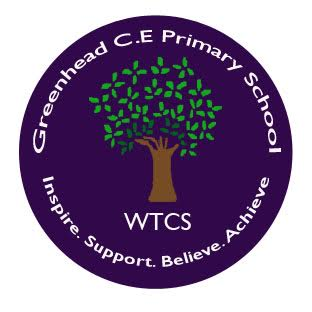 Greenhead C.E Primary School
WTCS
Inspire. Support. Believe. Achieve